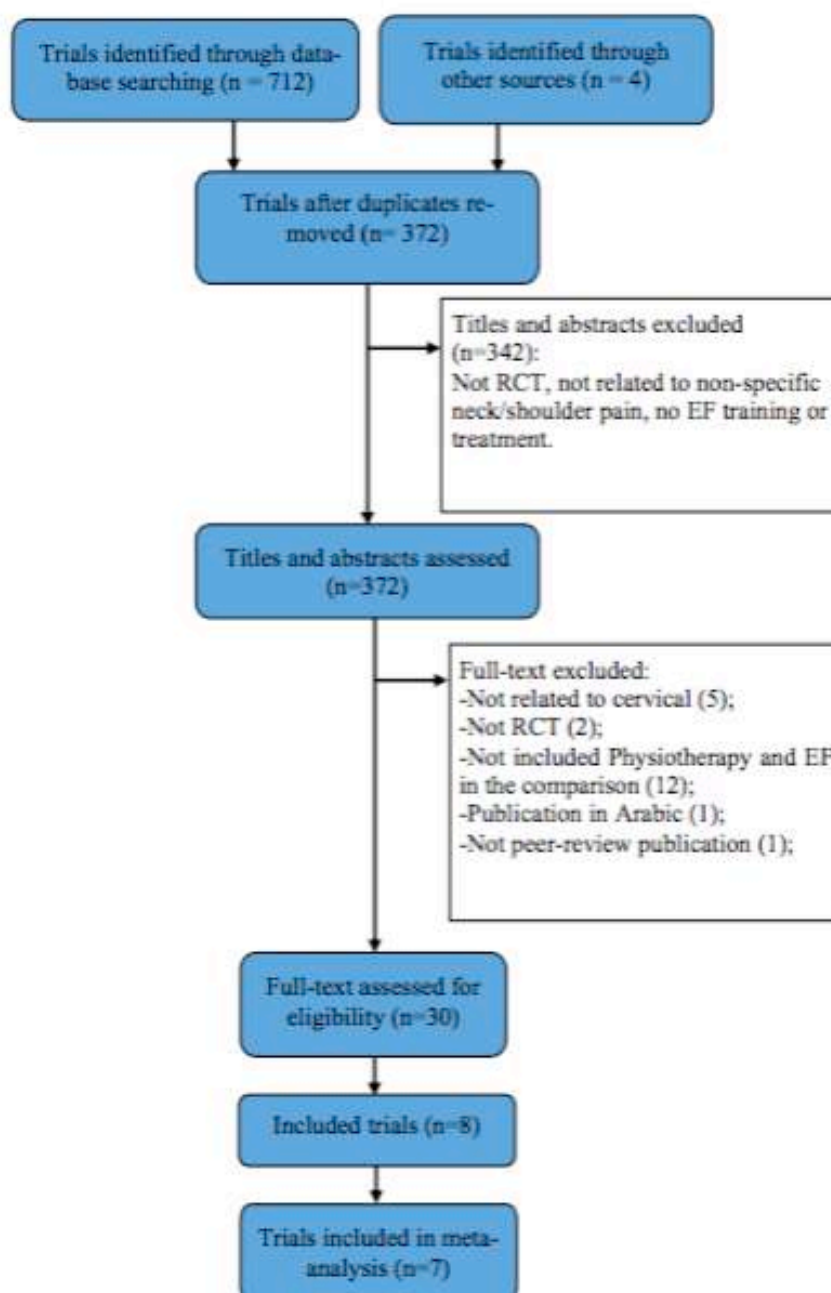 Trials identified through data-
base searching (n = 712)
Trials identified through
other sources (n = 4)
Trials after duplicates re-
moved (n= 372)
Titles and abstracts excluded
(n=342):
Not RCT, not related to non-specific
neck/shoulder pain, no EF training or
treatment.
Titles and abstracts assessed
(n=372)
Full-text excluded:
-Not related to cervical (5);
-Not RCT (2);
-Not included Physiotherapy and EF
in the comparison (12);
-Publication in Arabic (1);
-Not peer-review publication (1);
Full-text assessed for
eligibility (n=30)
Included trials (n=8)
Trials included in meta-
analysis (n=7)